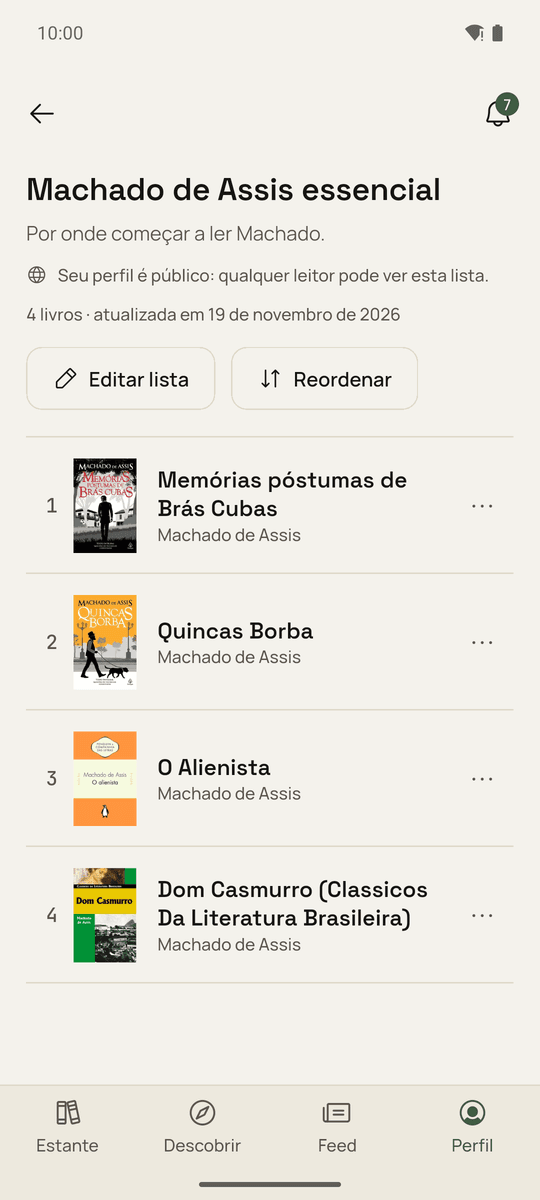 10:00
7
Machado de Assis essencial
Por onde começar a ler Machado.
Seu perfil é público: qualquer leitor pode ver esta lista.
4 livros · atualizada em 19 de novembro de 2026
Editar lista
Reordenar
1
MACHADO DE ASSIS
MEMÓRIAS
PÓSTUMAS DE
BRÁS CUBAS
Memórias póstumas de
Brás Cubas
Machado de Assis
...
2
MACHADO DE ASSIS
QUINCAS
BORBA
Quincas Borba
Machado de Assis
...
3
Machado de Assis
O alienista
O Alienista
Machado de Assis
...
4
Dom Casmurro
Machado
de Assis
Dom Casmurro (Classicos
Da Literatura Brasileira)
Machado de Assis
...
Estante
Descobrir
Feed
Perfil